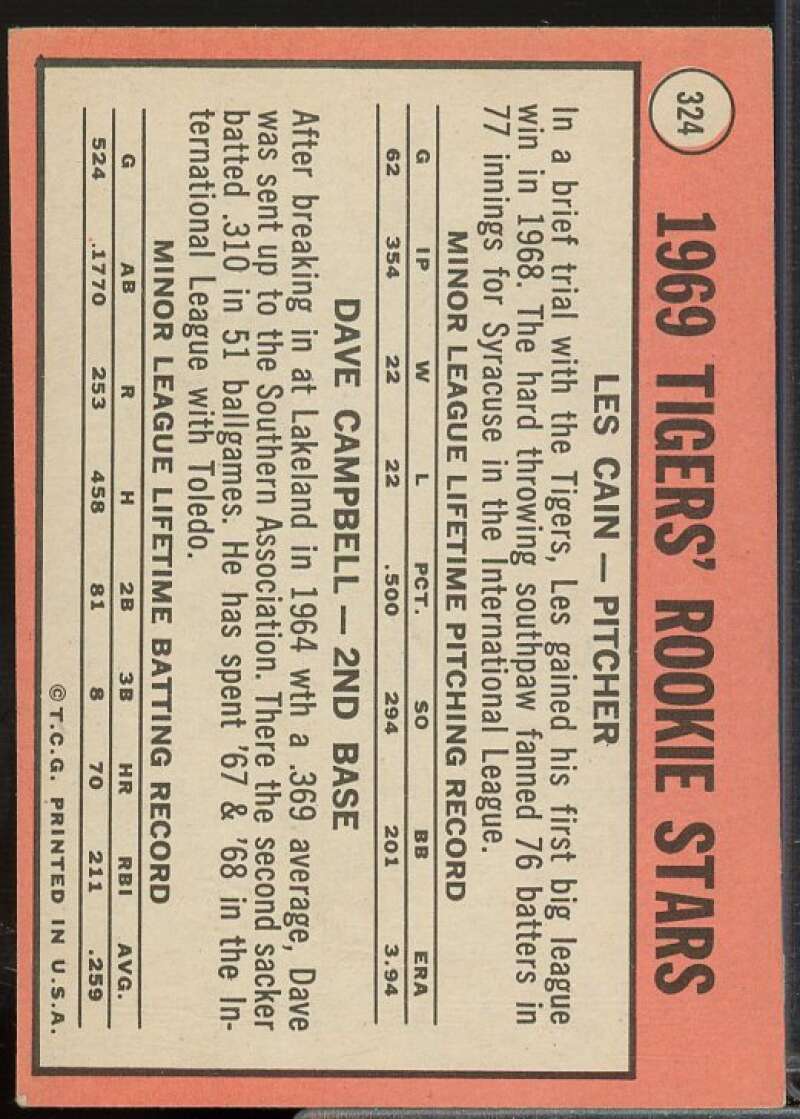 324
1969 TIGERS' ROOKIE STARS
LES CAIN — PITCHER
In a brief trial with the Tigers, Les gained his first big league
win in 1968. The hard throwing southpaw fanned 76 batters in
77 innings for Syracuse in the International League.
MINOR LEAGUE LIFETIME PITCHING RECORD
G IP W L PCT. SO BB ERA
62 354 22 22 .500 294 201 3.94
DAVE CAMPBELL — 2ND BASE
After breaking in at Lakeland in 1964 wth a .369 average, Dave
was sent up to the Southern Association. There the second sacker
batted .310 in 51 ballgames. He has spent '67 & '68 in the In-
ternational League with Toledo.
MINOR LEAGUE LIFETIME BATTING RECORD
G AB R H 2B 3B HR RBI AVG.
524 .1770 253 458 81 8 70 211 .259
©T.C.G. PRINTED IN U.S.A.